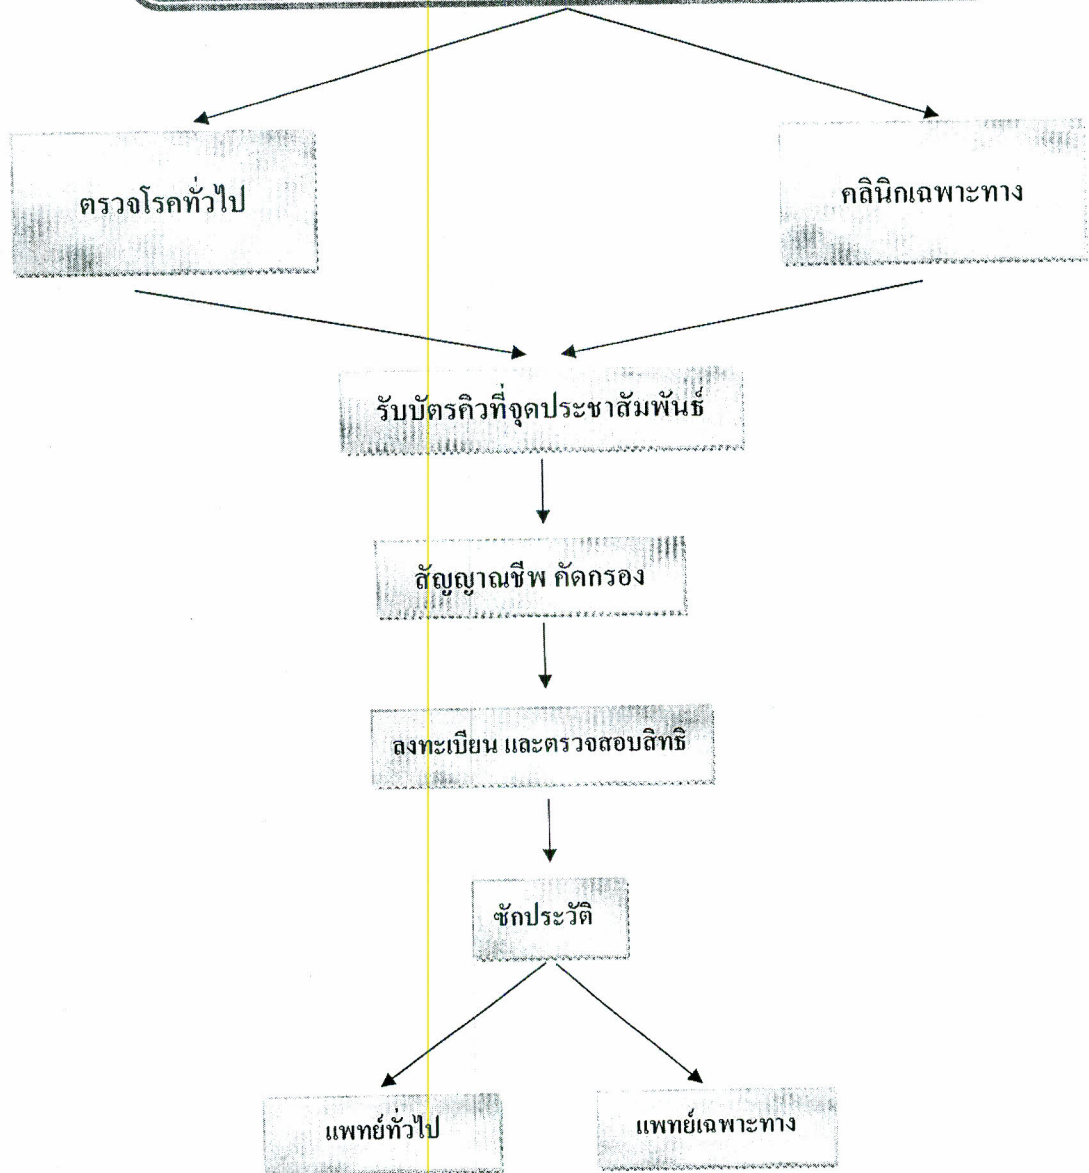 ตรวจโรคทั่วไป
คลินิกเฉพาะทาง
รับบัตรคิวที่จุดประชาสัมพันธ์
สัญญาณชีพ คัดกรอง
ลงทะเบียน และตรวจสอบสิทธิ
ซักประวัติ
แพทย์ทั่วไป
แพทย์เฉพาะทาง